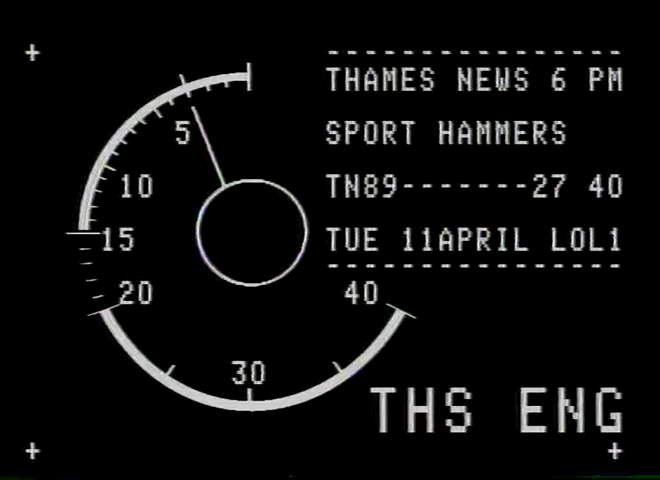 THAMES NEWS 6 PM
SPORT HAMMERS
TN89-------27 40
TUE 11APRIL LOL1
5
10
15
20
30
40
THS ENG